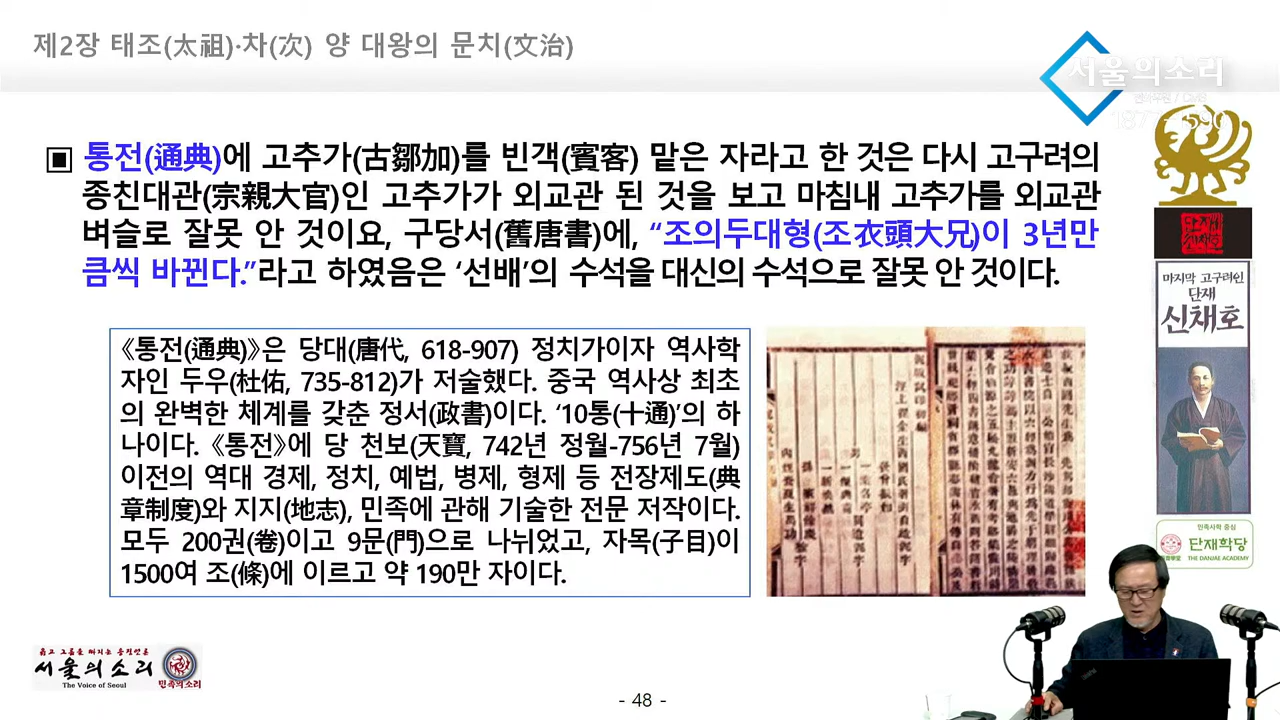 제2장 태조(太祖)·차(次) 양 대왕의 문치(文治)
서울의소리
▣ 통전(通典)에 고추가(古鄒加)를 빈객(賓客) 맡은 자라고 한 것은 다시 고구려의
종친대관(宗親大官)인 고추가가 외교관 된 것을 보고 마침내 고추가를 외교관
벼슬로 잘못 안 것이요, 구당서(舊唐書)에, “조의두대형(조衣頭大兄)이 3년만
큼씩 바뀐다.”라고 하였음은 ‘선배’의 수석을 대신의 수석으로 잘못 안 것이다.
《통전(通典)》은 당대(唐代, 618-907) 정치가이자 역사학
자인 두우(杜佑, 735-812)가 저술했다. 중국 역사상 최초
의 완벽한 체계를 갖춘 정서(政書)이다. ‘10통(十通)’의 하
나이다. 《통전》에 당 천보(天寶, 742년 정월-756년 7월)
이전의 역대 경제, 정치, 예법, 병제, 형제 등 전장제도(典
章制度)와 지지(地志), 민족에 관해 기술한 전문 저작이다.
모두 200권(卷)이고 9문(門)으로 나뉘었고, 자목(子目)이
1500여 조(條)에 이르고 약 190만 자이다.
마지막 고구려인
단재
신채호
민족사학 중심
단재학당
THE DANJAE ACADEMY
서울의소리
The Voice of Seoul
민족의소리
- 48 -